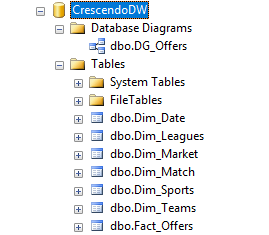 CrescendoDW
Database Diagrams
dbo.DG_Offers
Tables
System Tables
FileTables
dbo.Dim_Date
dbo.Dim_Leagues
dbo.Dim_Market
dbo.Dim_Match
dbo.Dim_Sports
dbo.Dim_Teams
dbo.Fact_Offers